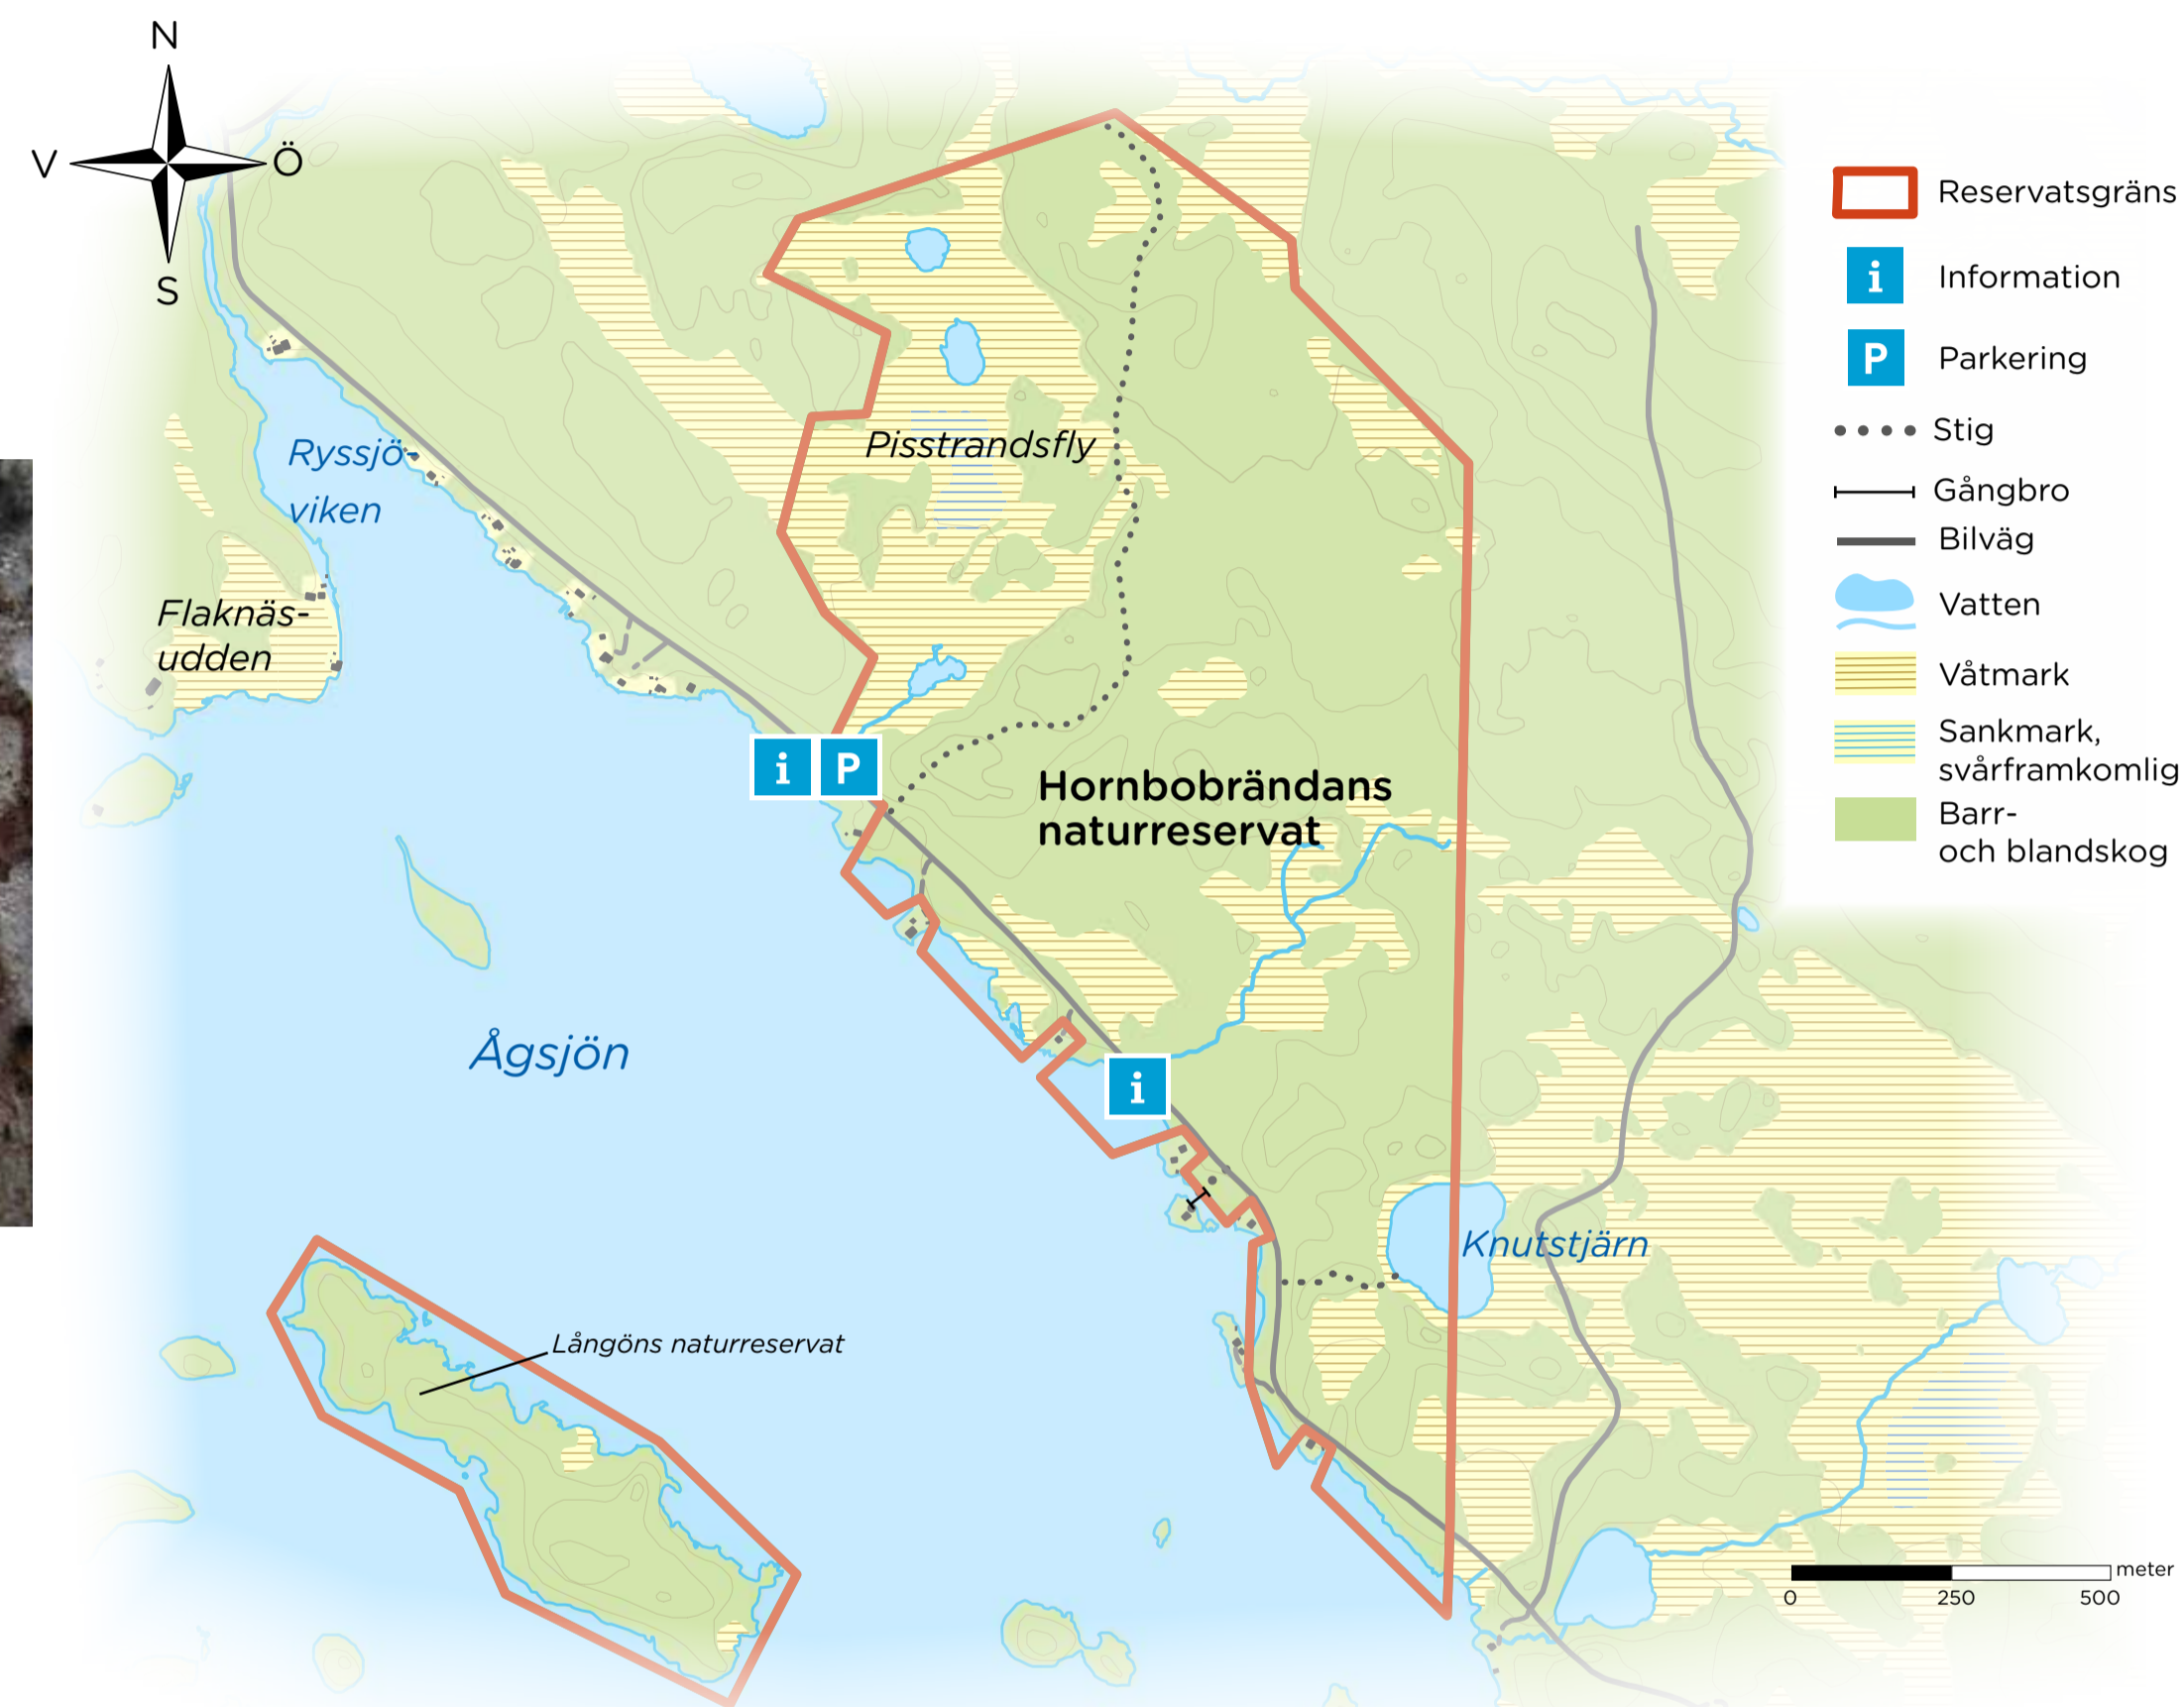 N
V
Ö
S
Reservatsgräns
i
Information
P
Parkering
Stig
Gångbro
Bilväg
Vatten
Våtmark
Sankmark,
svårframkomlig
Barr-
och blandskog
Ryssjö-
viken
Pisstrandsfly
Flaknäs-
udden
i
P
Hornbobrändans
naturreservat
Ågsjön
i
Knutstjärn
Långöns naturreservat
meter
0
250
500